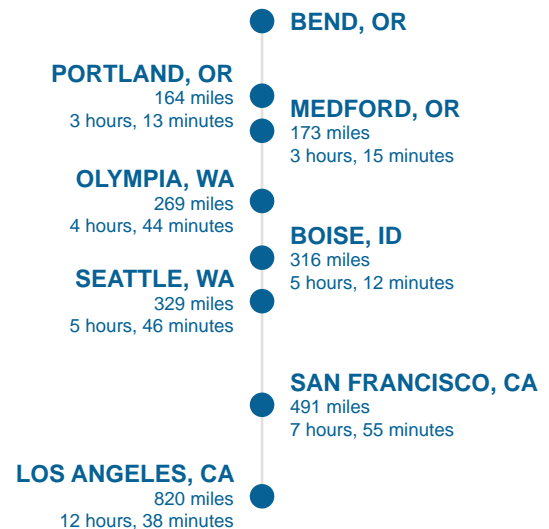 BEND, OR
PORTLAND, OR
164 miles
3 hours, 13 minutes
MEDFORD, OR
173 miles
3 hours, 15 minutes
OLYMPIA, WA
269 miles
4 hours, 44 minutes
BOISE, ID
316 miles
5 hours, 12 minutes
SEATTLE, WA
329 miles
5 hours, 46 minutes
SAN FRANCISCO, CA
491 miles
7 hours, 55 minutes
LOS ANGELES, CA
820 miles
12 hours, 38 minutes